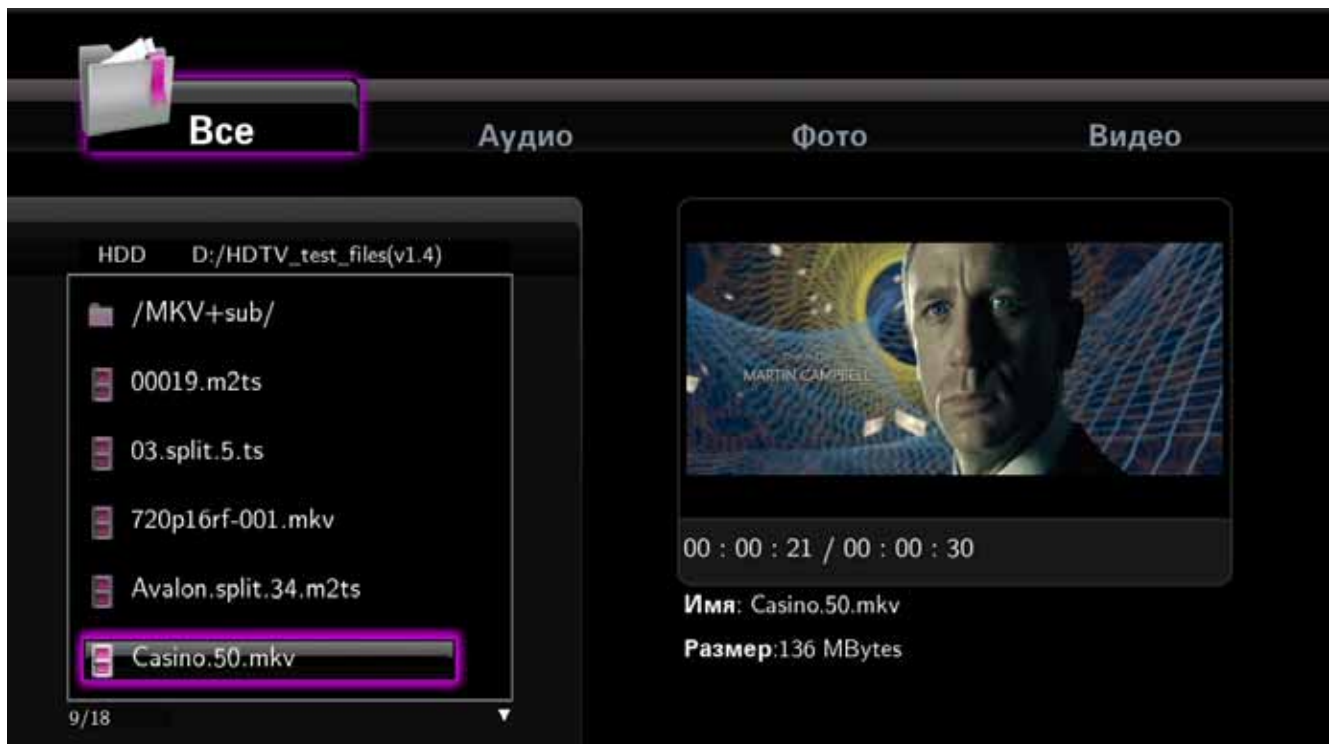 Все
Аудио
Фото
Видео
HDD D:/HDTV_test_files(v1.4)
/MKV+sub/
00019.m2ts
03.split.5.ts
720p16rf-001.mkv
Avalon.split.34.m2ts
Casino.50.mkv
9/18
MARTIN CAMPBELL
00 : 00 : 21 / 00 : 00 : 30
Имя: Casino.50.mkv
Размер:136 MBytes